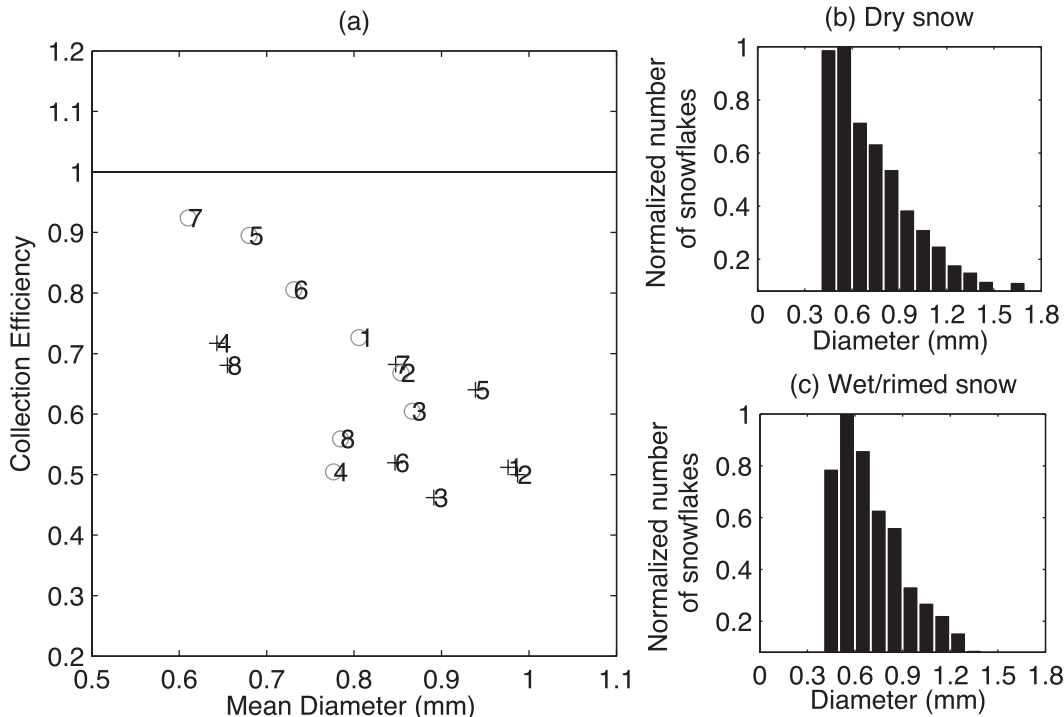 (a)
1.2
1.1
1
0.9
0.8
0.7
0.6
0.5
0.4
0.3
0.2
Collection Efficiency
7
5
6
1
4
8
7
2
5
3
8
4
6
1
2
3
0.5 0.6 0.7 0.8 0.9 1 1.1
Mean Diameter (mm)
(b) Dry snow
1
0.8
0.6
0.4
0.2
Normalized number
of snowflakes
0 0.3 0.6 0.9 1.2 1.5 1.8
Diameter (mm)
(c) Wet/rimed snow
1
0.8
0.6
0.4
0.2
Normalized number
of snowflakes
0 0.3 0.6 0.9 1.2 1.5 1.8
Diameter (mm)